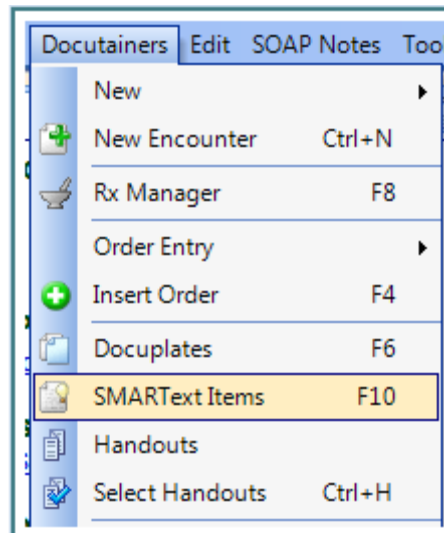 Docutainers Edit SOAP Notes Too
New
New Encounter Ctrl+N
Rx Manager F8
Order Entry
Insert Order F4
Docuplates F6
SMARText Items F10
Handouts
Select Handouts Ctrl+H